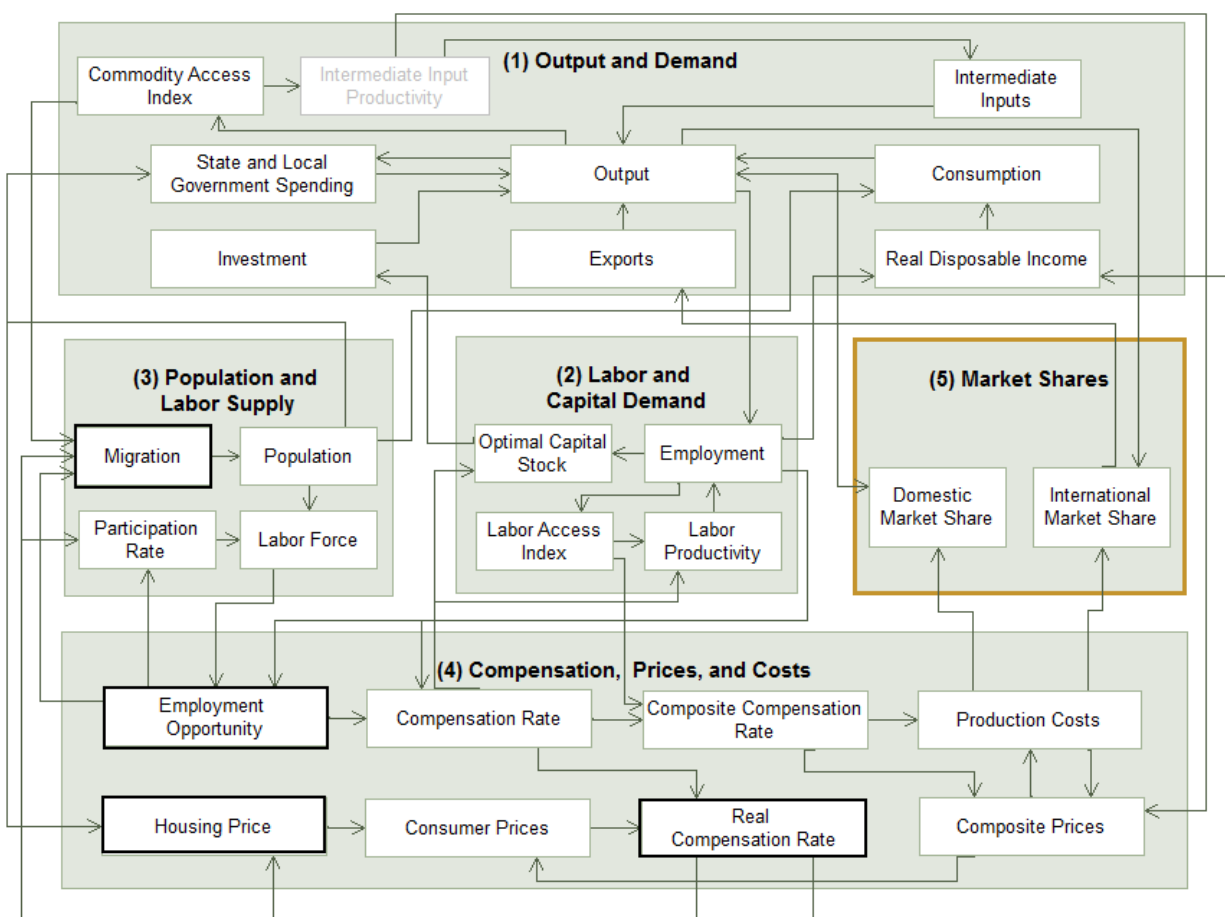 (1) Output and Demand
Commodity Access
Index
Intermediate Input
Productivity
Intermediate
Inputs
State and Local
Government Spending
Output
Consumption
Investment
Exports
Real Disposable Income
(3) Population and
Labor Supply
Migration
Population
Participation
Rate
Labor Force
(2) Labor and
Capital Demand
Optimal Capital
Stock
Employment
Labor Access
Index
Labor
Productivity
(5) Market Shares
Domestic
Market Share
International
Market Share
(4) Compensation, Prices, and Costs
Employment
Opportunity
Compensation Rate
Composite Compensation
Rate
Production Costs
Housing Price
Consumer Prices
Real
Compensation Rate
Composite Prices